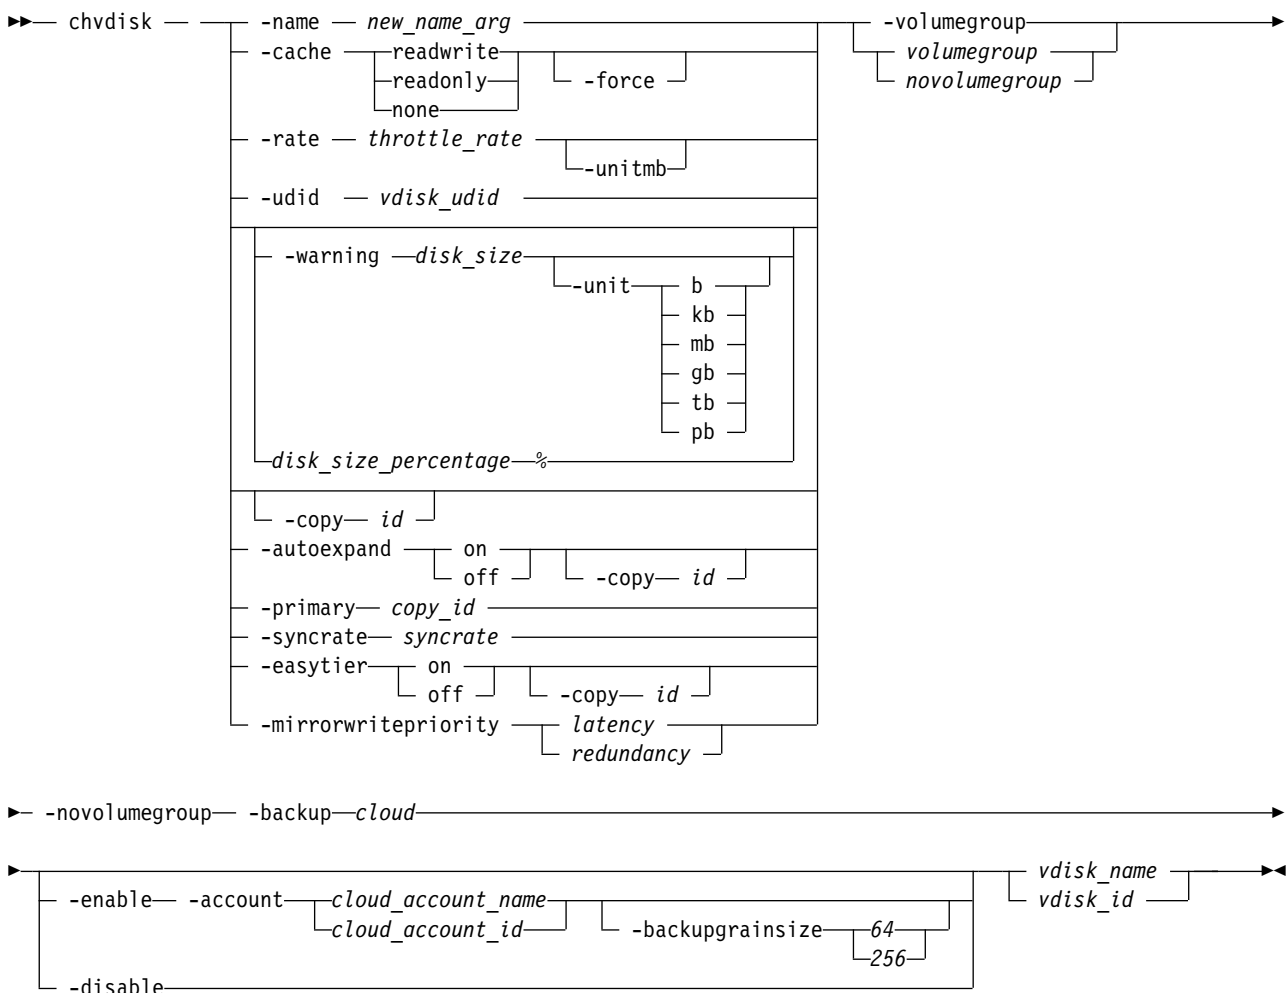 chvdisk -name new_name_arg -volumegroup
-cache readwrite volumegroup
readonly -force novolumegroup
none
-rate throttle_rate
-unitmb
-udid vdisk_udid
-warning disk_size
-unit b
kb
mb
gb
tb
pb
disk_size_percentage %
-copy id
-autoexpand on
off -copy id
-primary copy_id
-syncrate syncrate
-easytier on
off -copy id
-mirrorwritepriority latency
redundancy
-novolumegroup -backup cloud
vdisk_name
-enable -account cloud_account_name vdisk_id
cloud_account_id -backupgrainsize 64
256
-disable